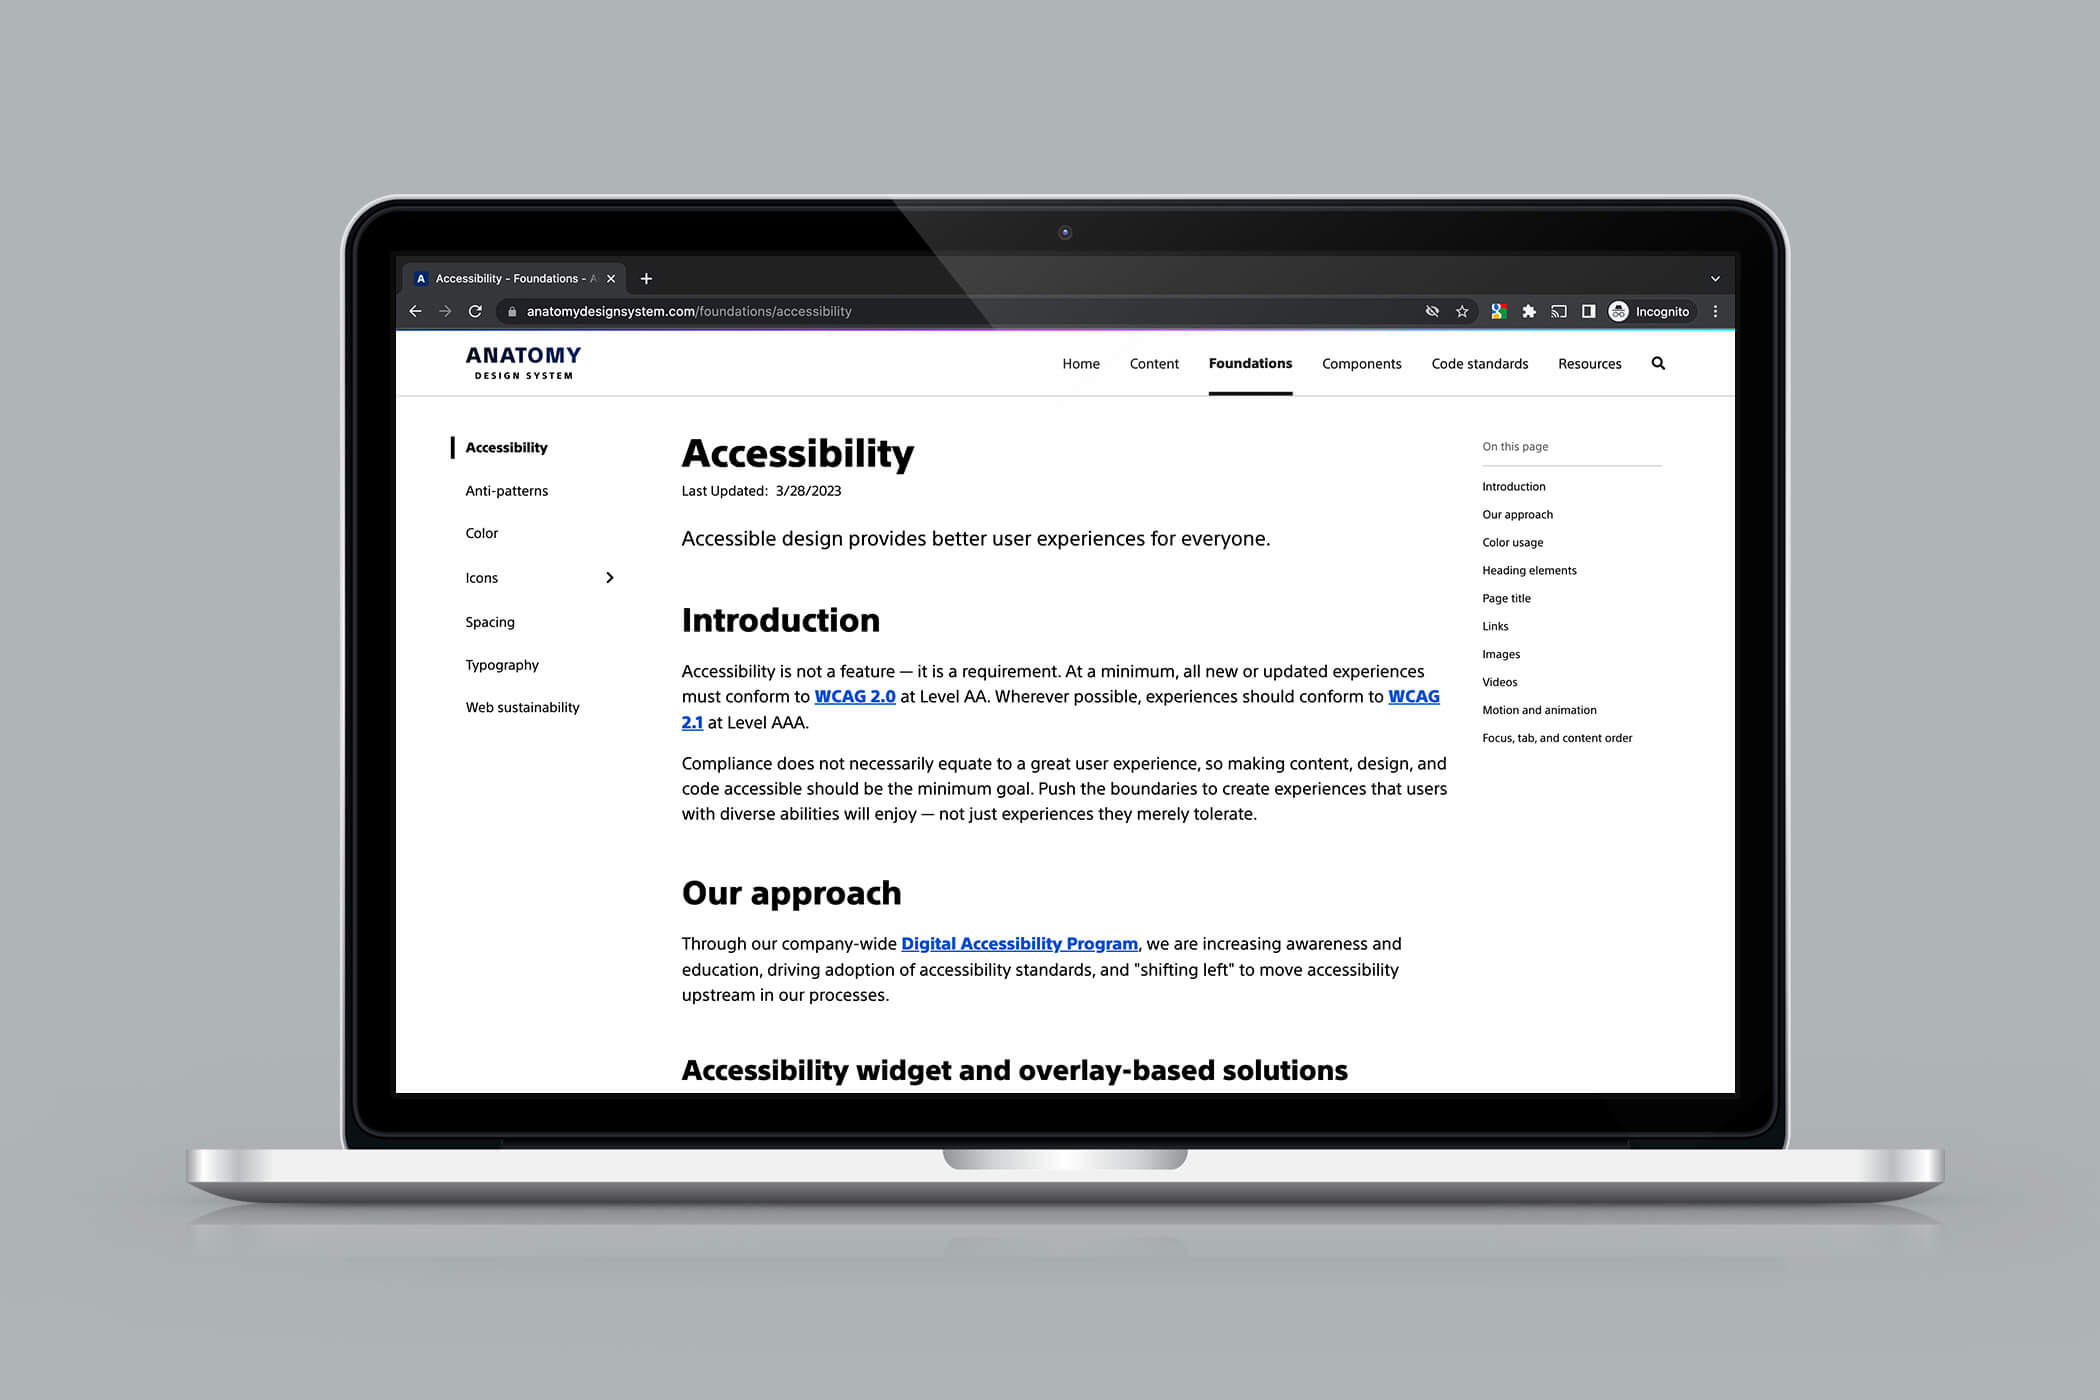 Accessibility - Foundations -
anatomydesignsystem.com/foundations/accessibility
Incognito
ANATOMY
DESIGN SYSTEM
Home
Content
Foundations
Components
Code standards
Resources
Accessibility
Anti-patterns
Color
Icons
Spacing
Typography
Web sustainability
Accessibility
Last Updated: 3/28/2023
Accessible design provides better user experiences for everyone.
Introduction
Accessibility is not a feature — it is a requirement. At a minimum, all new or updated experiences
must conform to WCAG 2.0 at Level AA. Wherever possible, experiences should conform to WCAG
2.1 at Level AAA.
Compliance does not necessarily equate to a great user experience, so making content, design, and
code accessible should be the minimum goal. Push the boundaries to create experiences that users
with diverse abilities will enjoy — not just experiences they merely tolerate.
Our approach
Through our company-wide Digital Accessibility Program, we are increasing awareness and
education, driving adoption of accessibility standards, and "shifting left" to move accessibility
upstream in our processes.
Accessibility widget and overlay-based solutions
On this page
Introduction
Our approach
Color usage
Heading elements
Page title
Links
Images
Videos
Motion and animation
Focus, tab, and content order